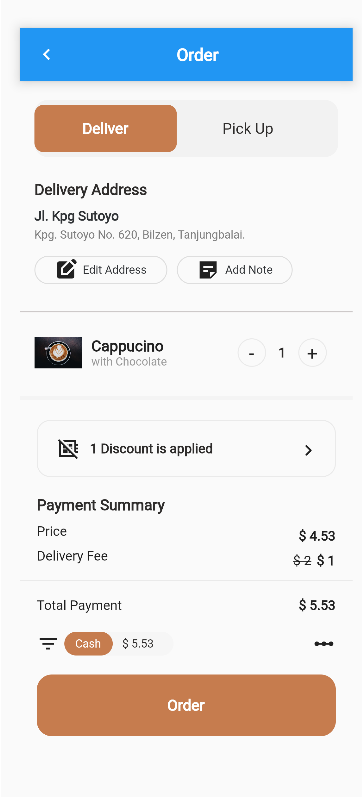 Order
Deliver
Pick Up
Delivery Address
Jl. Kpg Sutoyo
Kpg. Sutoyo No. 620, Bilzen, Tanjungbalai.
Edit Address
Add Note
Cappucino
with Chocolate
- 1 +
1 Discount is applied
Payment Summary
Price $ 4.53
Delivery Fee $ 2 $ 1
Total Payment $ 5.53
Cash $ 5.53
Order